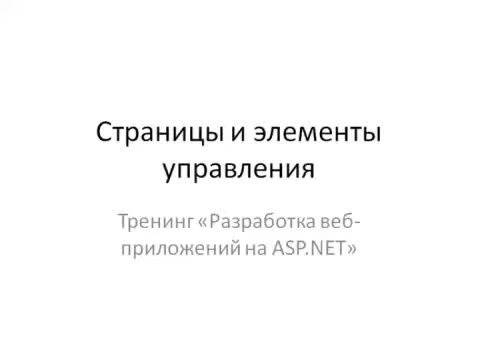 Страницы и элементы
управления
Тренинг «Разработка веб-
приложений на ASP.NET»